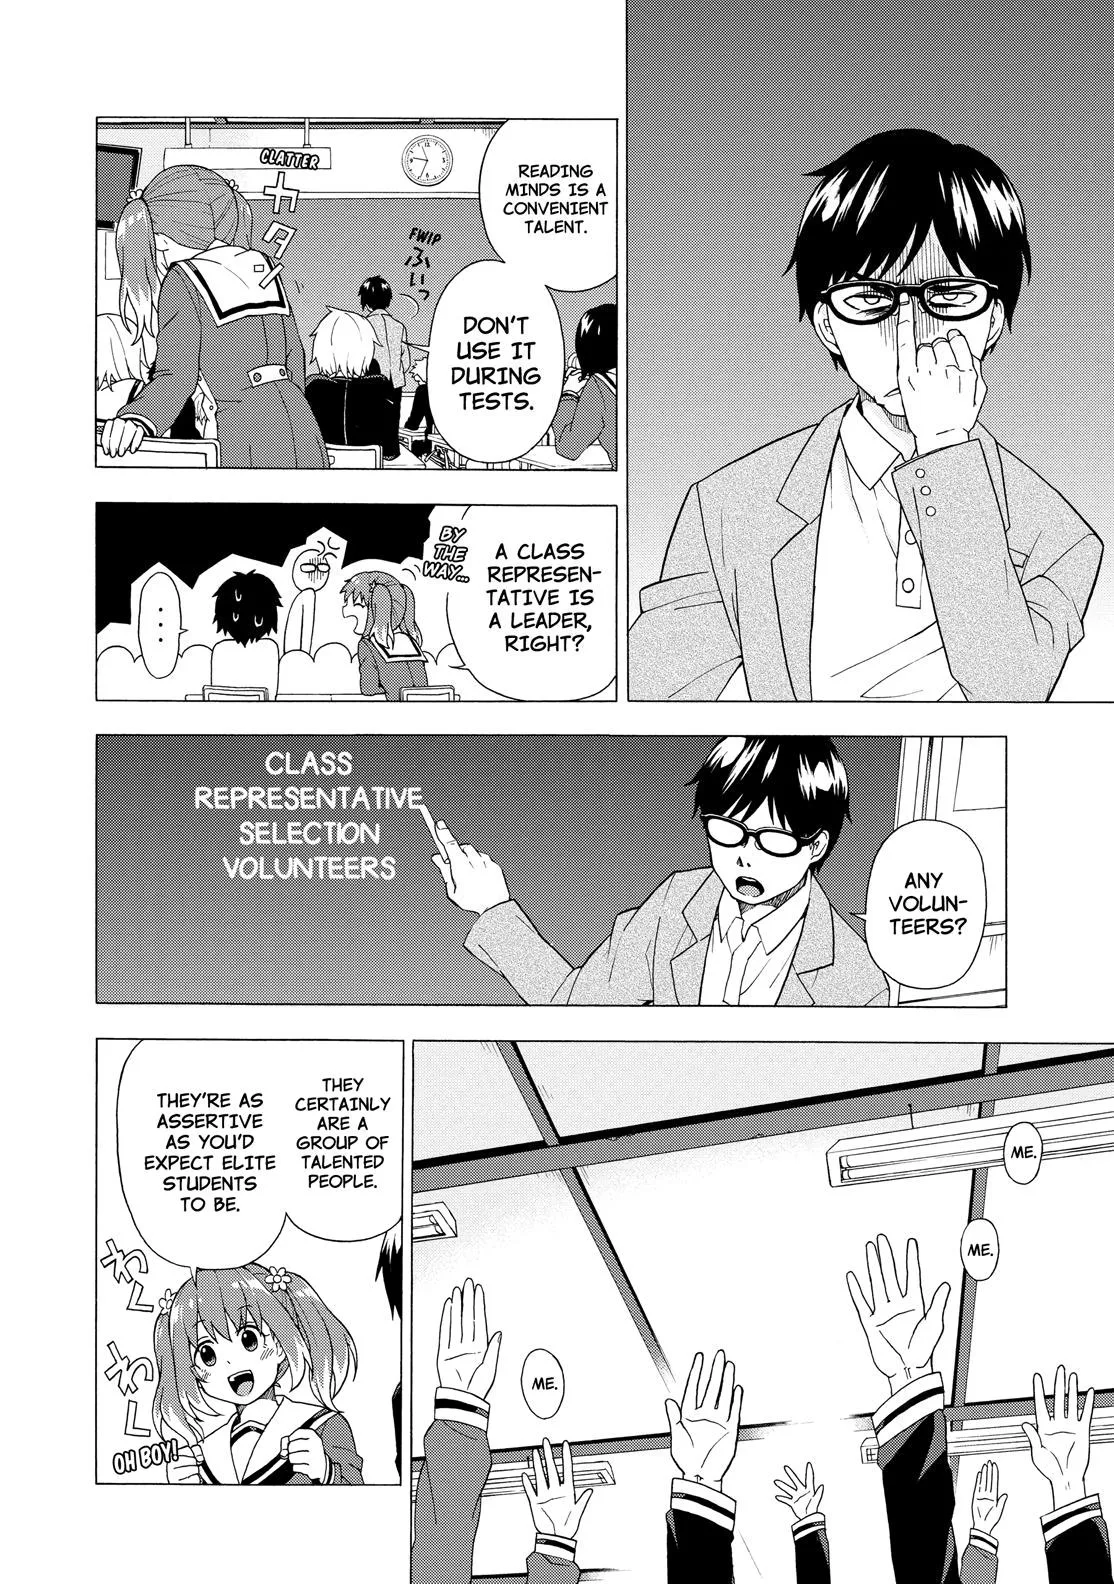 READING
MINDS IS A
CONVENIENT
TALENT.
DON'T
USE IT
DURING
TESTS.
FWIP
ふいっ
CLATTER
カタン
A CLASS
REPRESEN-
TATIVE IS
A LEADER,
RIGHT?
BY
THE
WAY...
...
CLASS
REPRESENTATIVE
SELECTION
VOLUNTEERS
ANY
VOLUN-
TEERS?
ME.
ME.
ME.
THEY
CERTAINLY
ARE A
GROUP OF
TALENTED
PEOPLE.
THEY'RE AS
ASSERTIVE
AS YOU'D
EXPECT ELITE
STUDENTS
TO BE.
わく
わく
OH BOY!